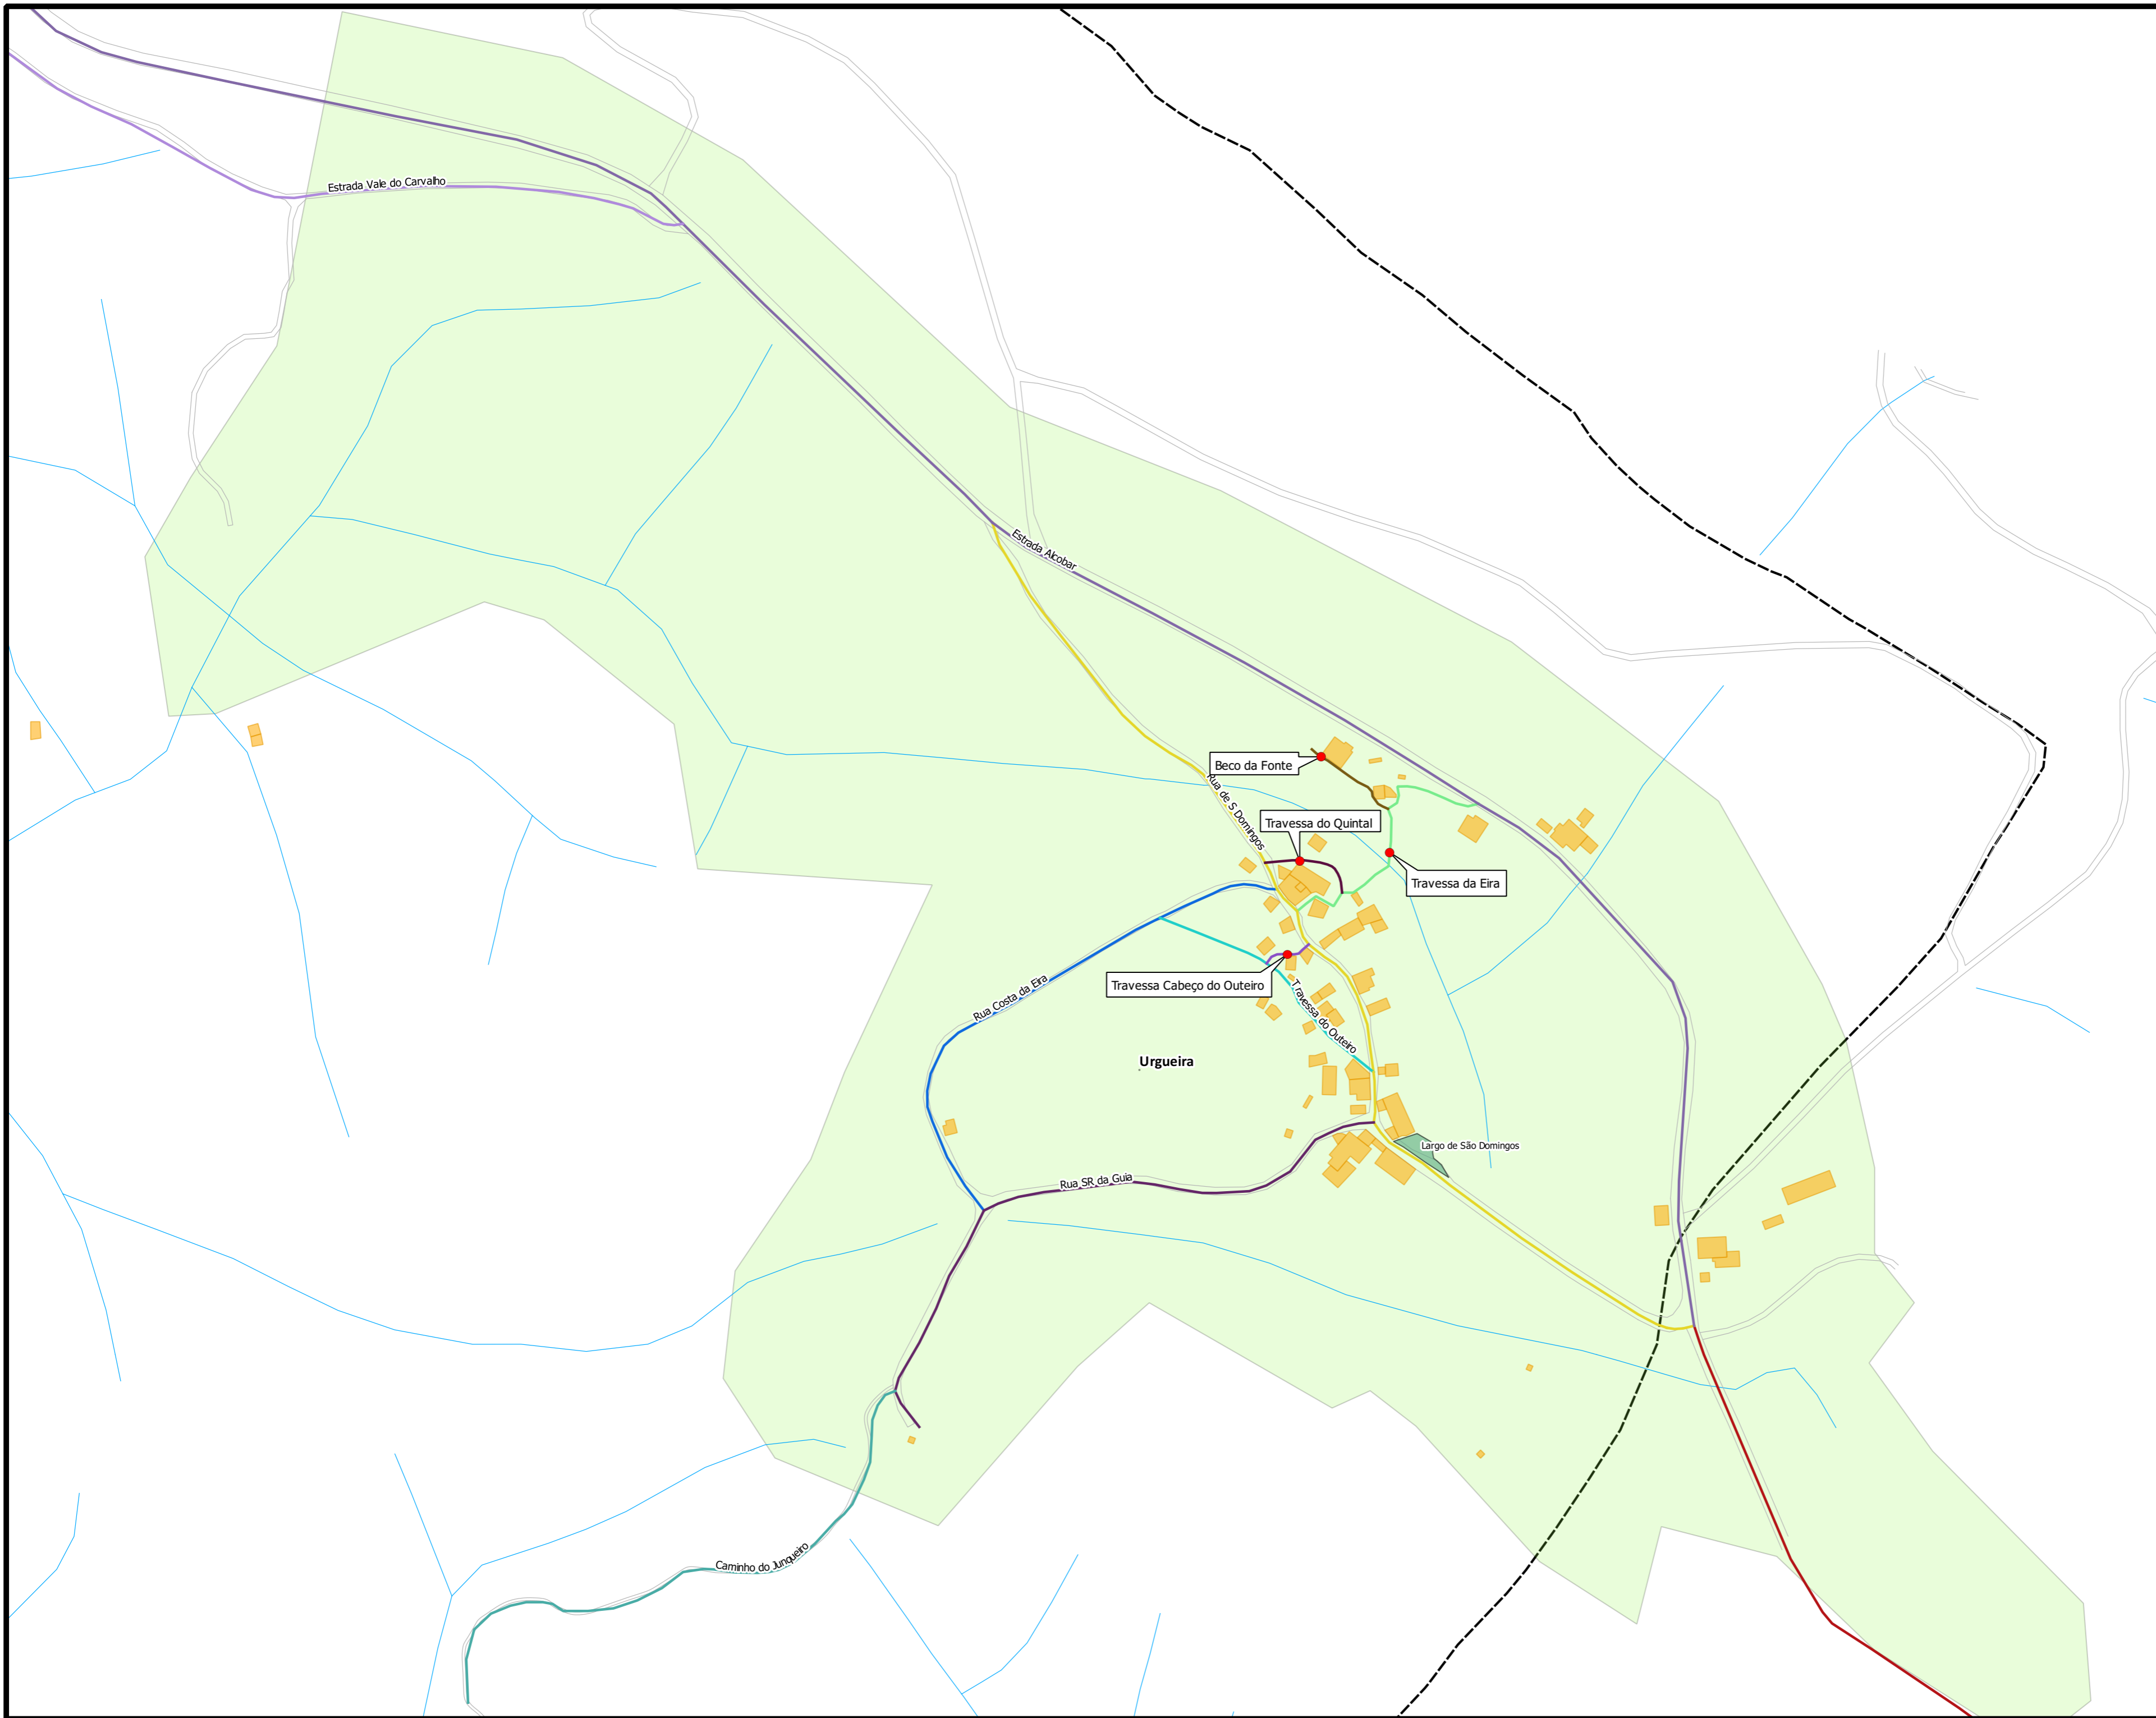 Estrada Vale do Carvalho
Estrada Alcobar
Beco da Fonte
Rua de S Domingos
Travessa do Quintal
Travessa da Eira
Travessa Cabeço do Outeiro
Rua Costa da Eira
Travessa do Outeiro
Urgueira
Largo de São Domingos
Rua SR da Guia
Caminho do Junqueiro